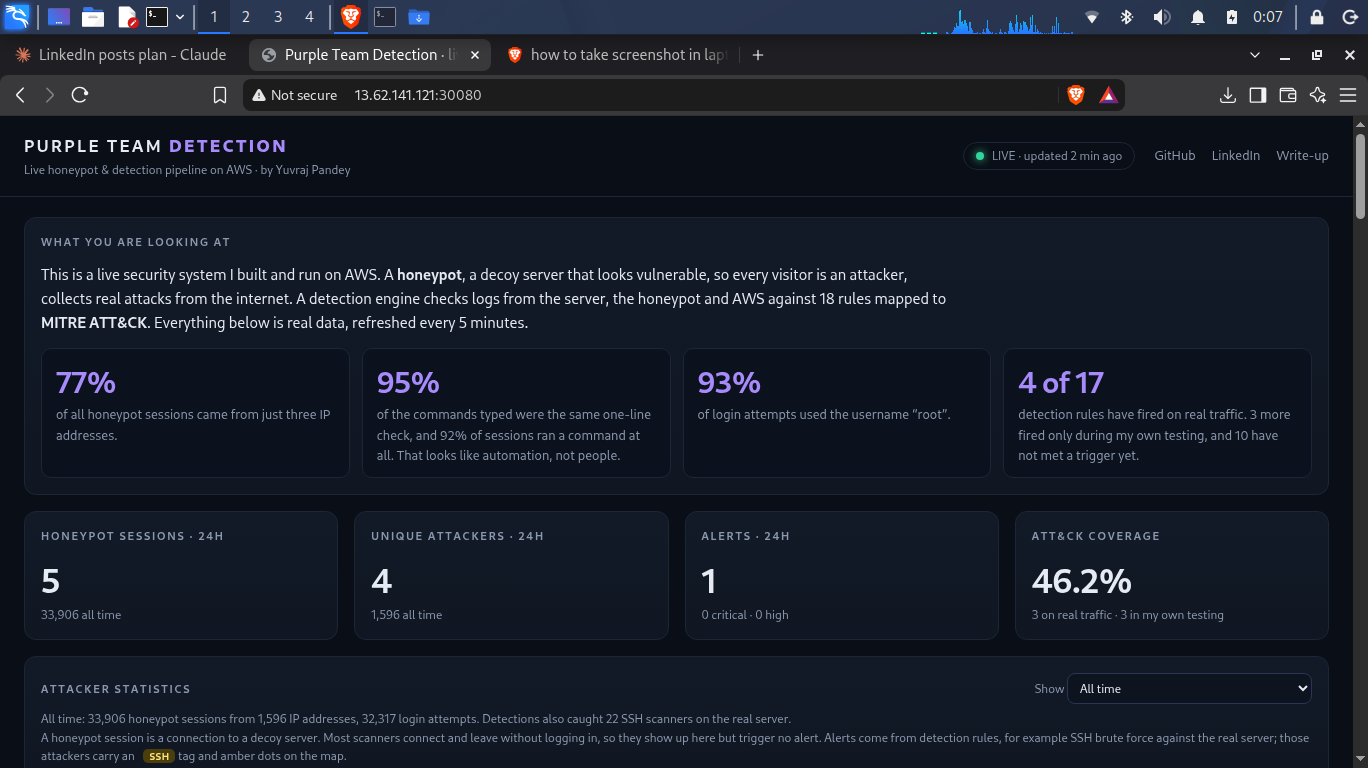 1 2 3 4 0:07
LinkedIn posts plan - Claude
Purple Team Detection · li
how to take screenshot in lap
Not secure 13.62.141.121:30080
PURPLE TEAM DETECTION
Live honeypot & detection pipeline on AWS · by Yuvraj Pandey
LIVE · updated 2 min ago
GitHub LinkedIn Write-up
WHAT YOU ARE LOOKING AT
This is a live security system I built and run on AWS. A honeypot, a decoy server that looks vulnerable, so every visitor is an attacker,
collects real attacks from the internet. A detection engine checks logs from the server, the honeypot and AWS against 18 rules mapped to
MITRE ATT&CK. Everything below is real data, refreshed every 5 minutes.
77%
of all honeypot sessions came from just three IP
addresses.
95%
of the commands typed were the same one-line
check, and 92% of sessions ran a command at
all. That looks like automation, not people.
93%
of login attempts used the username “root”.
4 of 17
detection rules have fired on real traffic. 3 more
fired only during my own testing, and 10 have
not met a trigger yet.
HONEYPOT SESSIONS · 24H
5
33,906 all time
UNIQUE ATTACKERS · 24H
4
1,596 all time
ALERTS · 24H
1
0 critical · 0 high
ATT&CK COVERAGE
46.2%
3 on real traffic · 3 in my own testing
ATTACKER STATISTICS
Show All time
All time: 33,906 honeypot sessions from 1,596 IP addresses, 32,317 login attempts. Detections also caught 22 SSH scanners on the real server.
A honeypot session is a connection to a decoy server. Most scanners connect and leave without logging in, so they show up here but trigger no alert. Alerts come from detection rules, for example SSH brute force against the real server; those
attackers carry an SSH tag and amber dots on the map.